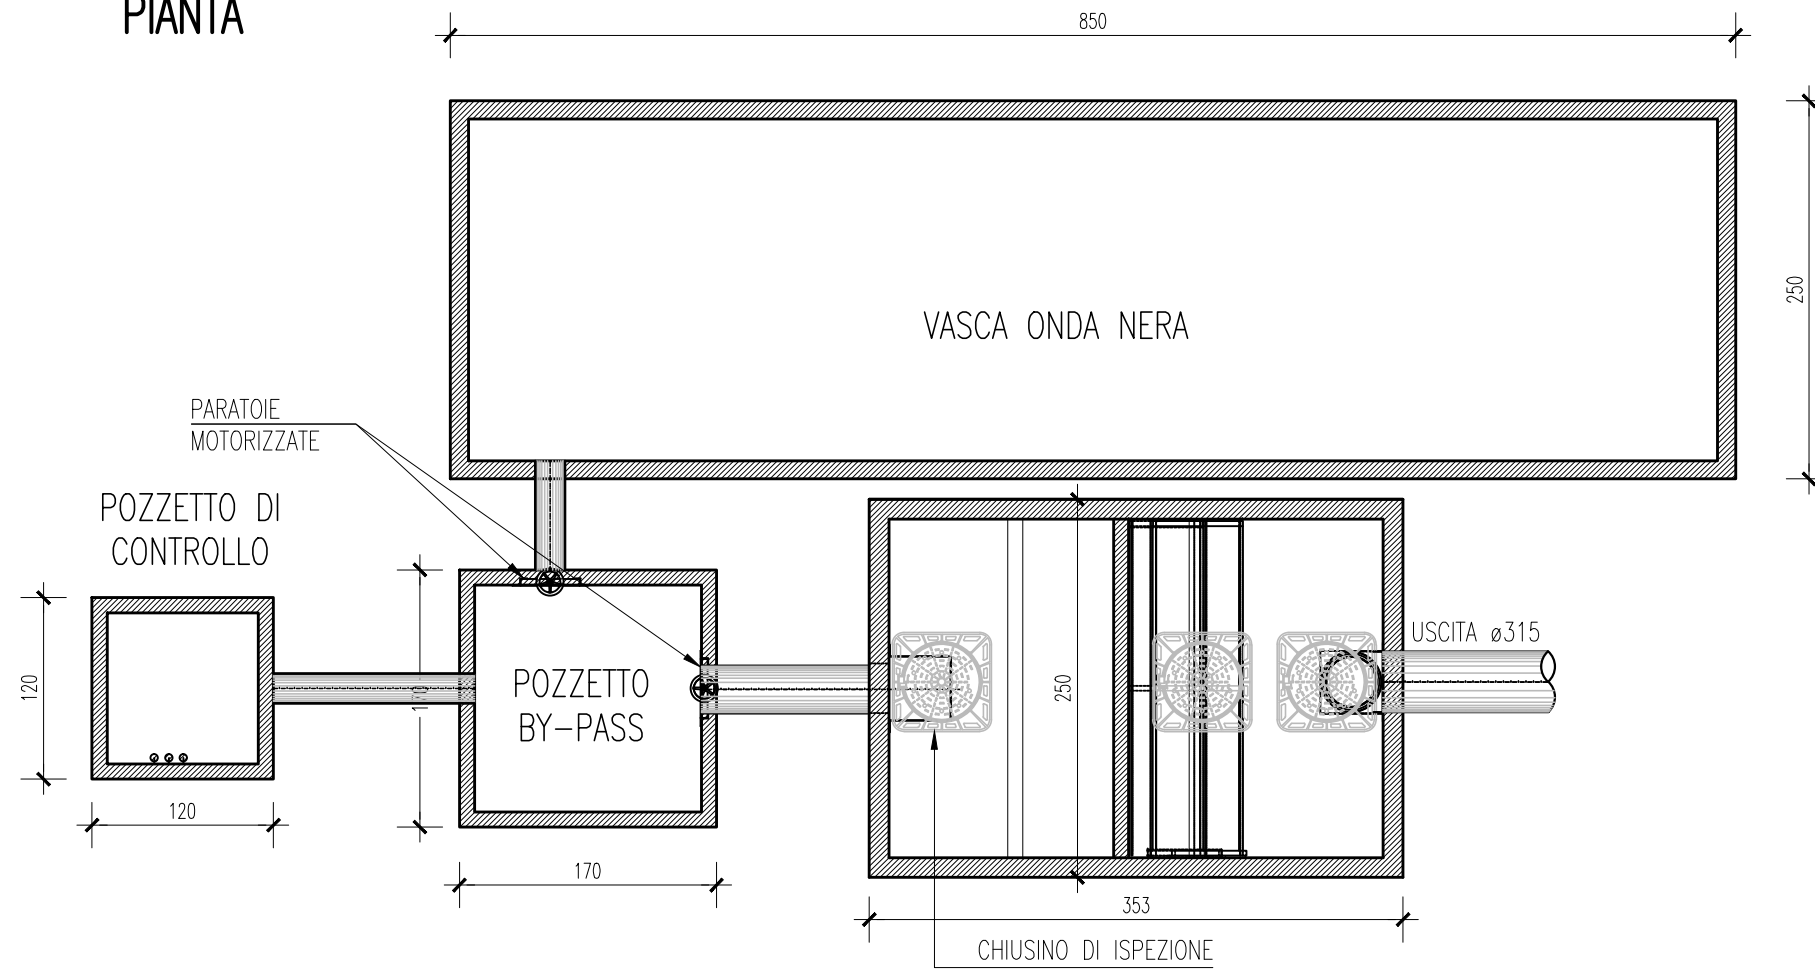 PIANTA
850
250
VASCA ONDA NERA
PARATOIE
MOTORIZZATE
POZZETTO DI
CONTROLLO
120
120
170
POZZETTO
BY-PASS
170
250
USCITA ø315
353
CHIUSINO DI ISPEZIONE